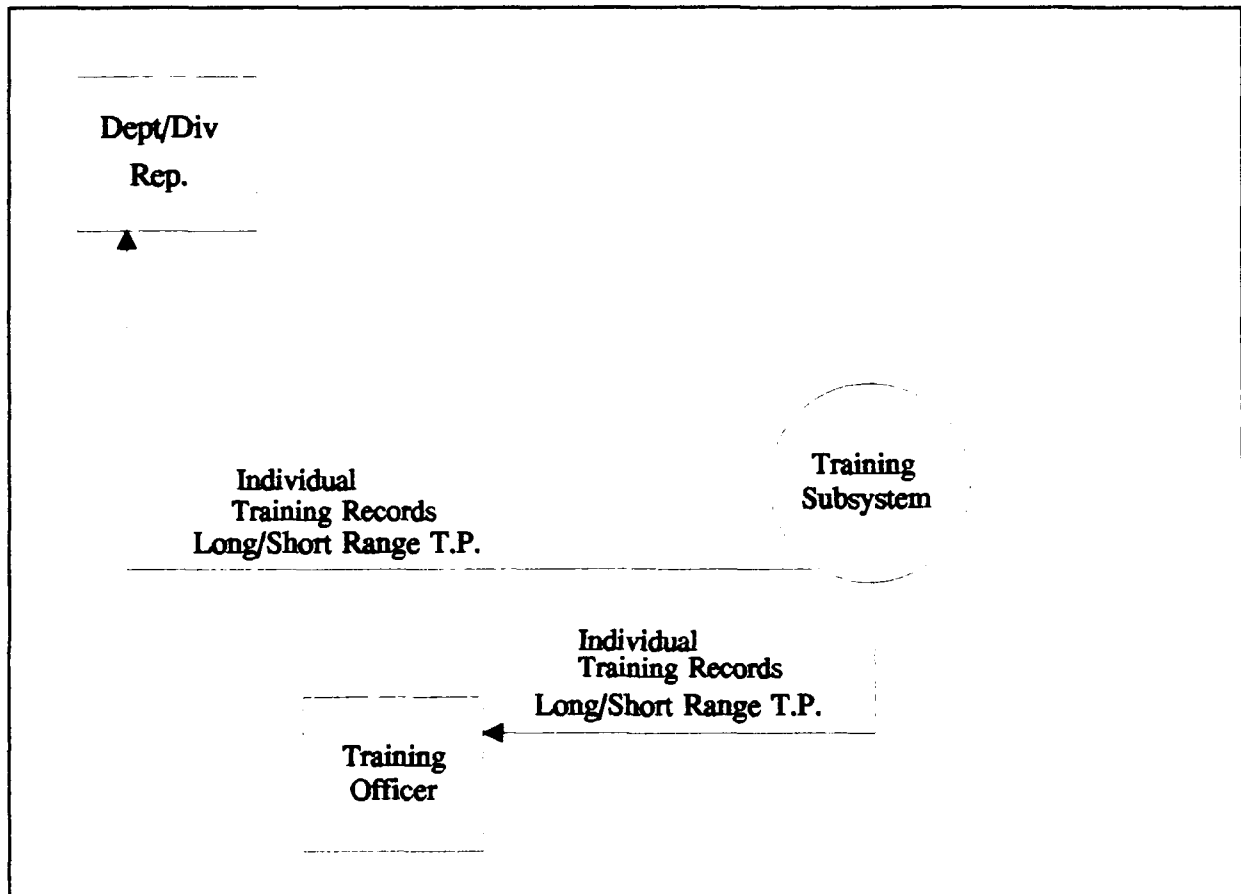 Dept/Div
Rep.
Training
Subsystem
Individual
Training Records
Long/Short Range T.P.
Individual
Training Records
Long/Short Range T.P.
Training
Officer